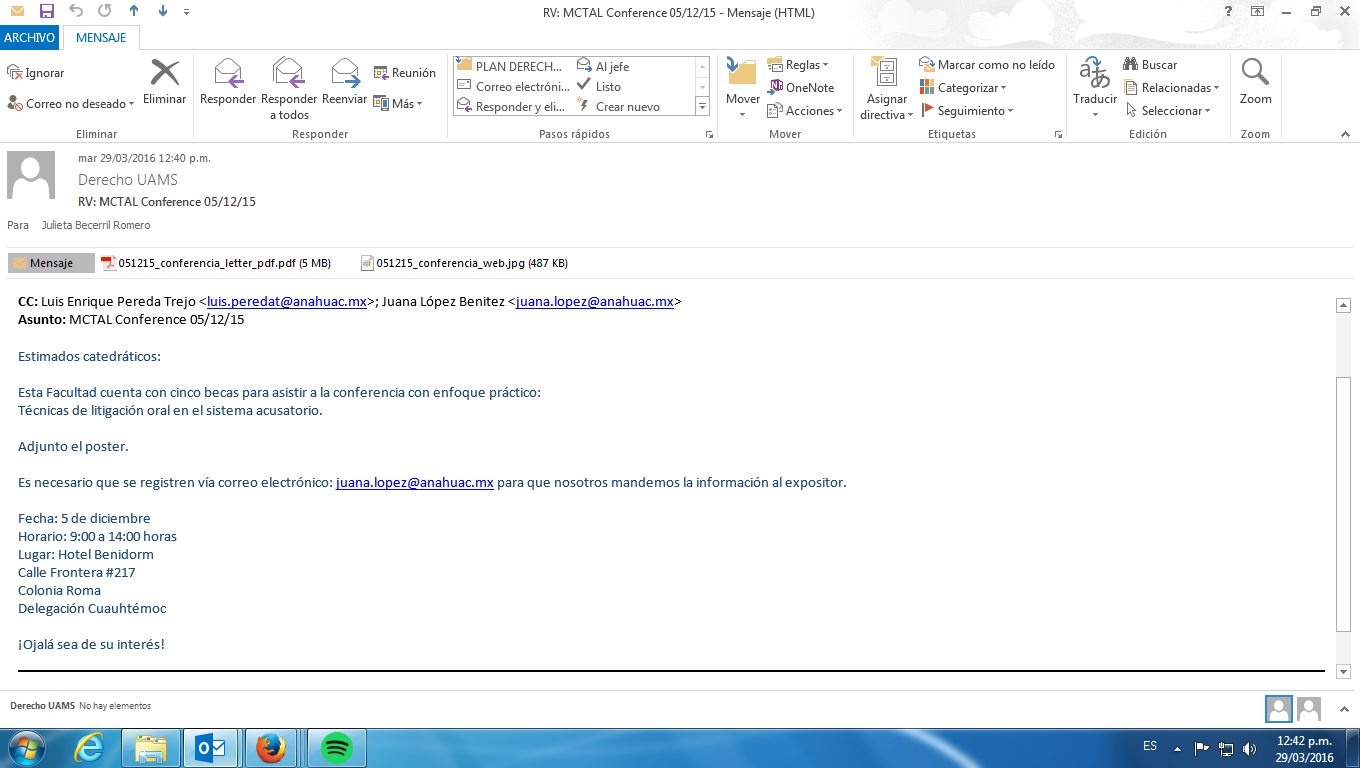 RV: MCTAL Conference 05/12/15 - Mensaje (HTML)
ARCHIVO
MENSAJE
Ignorar
Correo no deseado
Eliminar
Eliminar
Responder
Responder a todos
Reenviar
Reunión
Más
Responder
PLAN DERECH...
Correo electróni...
Responder y eli...
Al jefe
Listo
Crear nuevo
Pasos rápidos
Mover
Reglas
OneNote
Acciones
Mover
Asignar directiva
Marcar como no leído
Categorizar
Seguimiento
Etiquetas
Traducir
Buscar
Relacionadas
Seleccionar
Edición
Zoom
Zoom
mar 29/03/2016 12:40 p.m.
Derecho UAMS
RV: MCTAL Conference 05/12/15
Para Julieta Becerril Romero
Mensaje 051215_conferencia_letter_pdf.pdf (5 MB) 051215_conferencia_web.jpg (487 KB)
CC: Luis Enrique Pereda Trejo <luis.peredat@anahuac.mx>; Juana López Benitez <juana.lopez@anahuac.mx>
Asunto: MCTAL Conference 05/12/15
Estimados catedráticos:
Esta Facultad cuenta con cinco becas para asistir a la conferencia con enfoque práctico:
Técnicas de litigación oral en el sistema acusatorio.
Adjunto el poster.
Es necesario que se registren vía correo electrónico: juana.lopez@anahuac.mx para que nosotros mandemos la información al expositor.
Fecha: 5 de diciembre
Horario: 9:00 a 14:00 horas
Lugar: Hotel Benidorm
Calle Frontera #217
Colonia Roma
Delegación Cuauhtémoc
¡Ojalá sea de su interés!
Derecho UAMS No hay elementos
ES
12:42 p.m.
29/03/2016